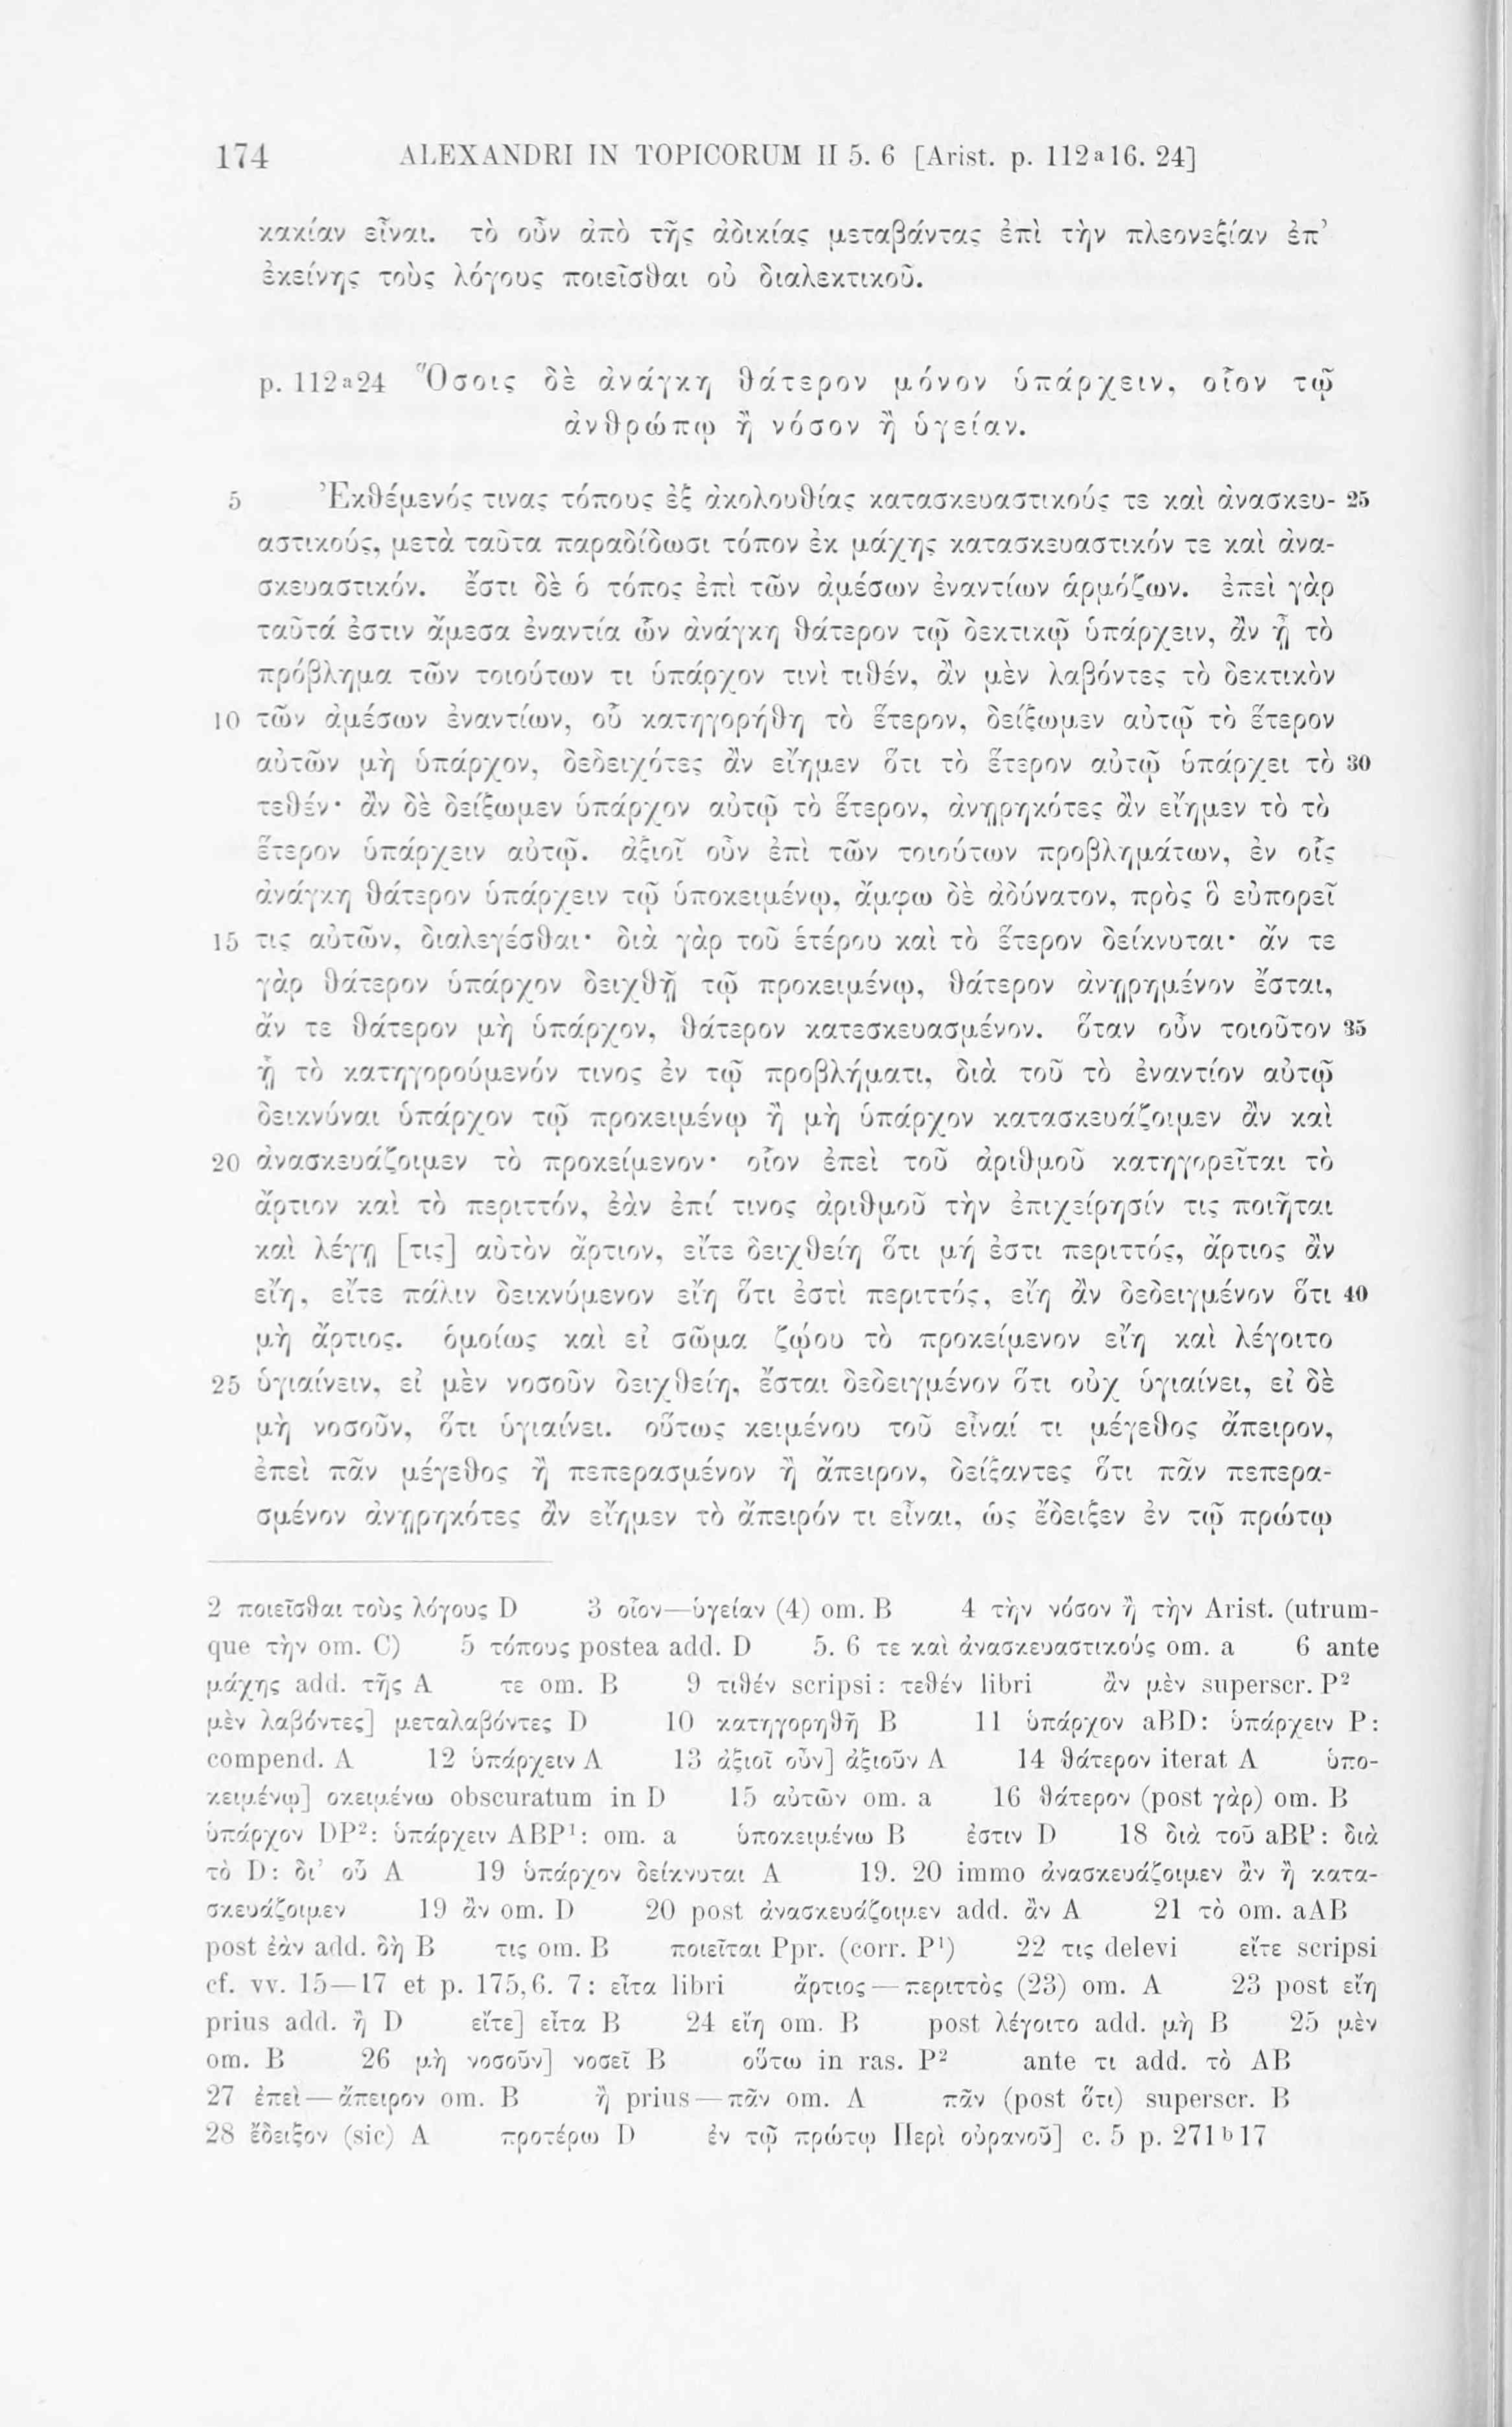 174 ALEXANDRI IN TOPICORUM II 5. 6 [Arist. p. 112ᵃ16. 24]
κακίαν εἶναι. τὸ οὖν ἀπὸ τῆς ἀδικίας μεταβάντας ἐπὶ τὴν πλεονεξίαν ἐπ’
ἐκείνης τοὺς λόγους ποιεῖσθαι οὐ διαλεκτικοῦ.
p. 112ᵃ24 Ὅσοις δὲ ἀνάγκη θάτερον μόνον ὑπάρχειν, οἷον τῷ
ἀνθρώπῳ ἢ νόσον ἢ ὑγείαν.
5 Ἐκθέμενός τινας τόπους ἐξ ἀκολουθίας κατασκευαστικούς τε καὶ ἀνασκευ- 25
αστικούς, μετὰ ταῦτα παραδίδωσι τόπον ἐκ μάχης κατασκευαστικόν τε καὶ ἀνα-
σκευαστικόν. ἔστι δὲ ὁ τόπος ἐπὶ τῶν ἀμέσων ἐναντίων ἁρμόζων. ἐπεὶ γὰρ
ταῦτά ἐστιν ἄμεσα ἐναντία ὧν ἀνάγκη θάτερον τῷ δεκτικῷ ὑπάρχειν, ἂν ᾖ τὸ
πρόβλημα τῶν τοιούτων τι ὑπάρχον τινὶ τιθέν, ἂν μὲν λαβόντες τὸ δεκτικὸν
10 τῶν ἀμέσων ἐναντίων, οὗ κατηγορήθη τὸ ἕτερον, δείξωμεν αὐτῷ τὸ ἕτερον
αὐτῶν μὴ ὑπάρχον, δεδειχότες ἂν εἴημεν ὅτι τὸ ἕτερον αὐτῷ ὑπάρχει τὸ 30
τεθέν· ἂν δὲ δείξωμεν ὑπάρχον αὐτῷ τὸ ἕτερον, ἀνῃρηκότες ἂν εἴημεν τὸ τὸ
ἕτερον ὑπάρχειν αὐτῷ. ἀξιοῖ οὖν ἐπὶ τῶν τοιούτων προβλημάτων, ἐν οἷς
ἀνάγκη θάτερον ὑπάρχειν τῷ ὑποκειμένῳ, ἄμφω δὲ ἀδύνατον, πρὸς ὃ εὐπορεῖ
15 τις αὐτῶν, διαλεγέσθαι· διὰ γὰρ τοῦ ἑτέρου καὶ τὸ ἕτερον δείκνυται· ἄν τε
γὰρ θάτερον ὑπάρχον δειχθῇ τῷ προκειμένῳ, θάτερον ἀνῃρημένον ἔσται,
ἄν τε θάτερον μὴ ὑπάρχον, θάτερον κατεσκευασμένον. ὅταν οὖν τοιοῦτον 35
ᾖ τὸ κατηγορούμενόν τινος ἐν τῷ προβλήματι, διὰ τοῦ τὸ ἐναντίον αὐτῷ
δεικνύναι ὑπάρχον τῷ προκειμένῳ ἢ μὴ ὑπάρχον κατασκευάζοιμεν ἂν καὶ
20 ἀνασκευάζοιμεν τὸ προκείμενον· οἷον ἐπεὶ τοῦ ἀριθμοῦ κατηγορεῖται τὸ
ἄρτιον καὶ τὸ περιττόν, ἐὰν ἐπί τινος ἀριθμοῦ τὴν ἐπιχείρησίν τις ποιῆται
καὶ λέγῃ [τις] αὐτὸν ἄρτιον, εἴτε δειχθείη ὅτι μή ἐστι περιττός, ἄρτιος ἂν
εἴη, εἴτε πάλιν δεικνύμενον εἴη ὅτι ἐστὶ περιττός, εἴη ἂν δεδειγμένον ὅτι 40
μὴ ἄρτιος. ὁμοίως καὶ εἰ σῶμα ζῴου τὸ προκείμενον εἴη καὶ λέγοιτο
25 ὑγιαίνειν, εἰ μὲν νοσοῦν δειχθείη, ἔσται δεδειγμένον ὅτι οὐχ ὑγιαίνει, εἰ δὲ
μὴ νοσοῦν, ὅτι ὑγιαίνει. οὕτως κειμένου τοῦ εἶναί τι μέγεθος ἄπειρον,
ἐπεὶ πᾶν μέγεθος ἢ πεπερασμένον ἢ ἄπειρον, δείξαντες ὅτι πᾶν πεπερα-
σμένον ἀνῃρηκότες ἂν εἴημεν τὸ ἄπειρόν τι εἶναι, ὡς ἔδειξεν ἐν τῷ πρώτῳ
2 ποιεῖσθαι τοὺς λόγους D 3 οἷον—ὑγείαν (4) om. B 4 τὴν νόσον ἢ τὴν Arist. (utrum-
que τὴν om. C) 5 τόπους postea add. D 5. 6 τε καὶ ἀνασκευαστικούς om. a 6 ante
μάχης add. τῆς A τε om. B 9 τιθέν scripsi: τεθέν libri ἂν μὲν superscr. P²
μὲν λαβόντες] μεταλαβόντες D 10 κατηγορηθῇ B 11 ὑπάρχον aBD: ὑπάρχειν P:
compend. A 12 ὑπάρχειν A 13 ἀξιοῖ οὖν] ἀξιοῦν A 14 θάτερον iterat A ὑπο-
κειμένῳ] οκειμένω obscuratum in D 15 αὐτῶν om. a 16 θάτερον (post γὰρ) om. B
ὑπάρχον DP²: ὑπάρχειν ABP¹: om. a ὑποκειμένω B ἐστιν D 18 διὰ τοῦ aBP: διὰ
τὸ D: δι’ οὗ A 19 ὑπάρχον δείκνυται A 19. 20 immo ἀνασκευάζοιμεν ἂν ἢ κατα-
σκευάζοιμεν 19 ἂν om. D 20 post ἀνασκευάζοιμεν add. ἂν A 21 τὸ om. aAB
post ἐὰν add. δὴ B τις om. B ποιεῖται Ppr. (corr. P¹) 22 τις delevi εἴτε scripsi
cf. vv. 15—17 et p. 175,6. 7: εἶτα libri ἄρτιος—περιττὸς (23) om. A 23 post εἴη
prius add. ἢ D εἴτε] εἶτα B 24 εἴη om. B post λέγοιτο add. μὴ B 25 μὲν
om. B 26 μὴ νοσοῦν] νοσεῖ B οὕτω in ras. P² ante τι add. τὸ AB
27 ἐπεὶ—ἄπειρον om. B ἢ prius—πᾶν om. A πᾶν (post ὅτι) superscr. B
28 ἔδειξον (sic) A προτέρω D ἐν τῷ πρώτῳ Περὶ οὐρανοῦ] c. 5 p. 271ᵇ17